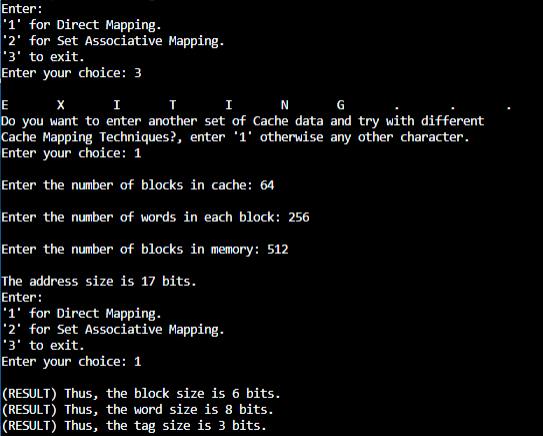 Enter:
'1' for Direct Mapping.
'2' for Set Associative Mapping.
'3' to exit.
Enter your choice: 3
E X I T I N G . . .
Do you want to enter another set of Cache data and try with different
Cache Mapping Techniques?, enter '1' otherwise any other character.
Enter your choice: 1
Enter the number of blocks in cache: 64
Enter the number of words in each block: 256
Enter the number of blocks in memory: 512
The address size is 17 bits.
Enter:
'1' for Direct Mapping.
'2' for Set Associative Mapping.
'3' to exit.
Enter your choice: 1
(RESULT) Thus, the block size is 6 bits.
(RESULT) Thus, the word size is 8 bits.
(RESULT) Thus, the tag size is 3 bits.